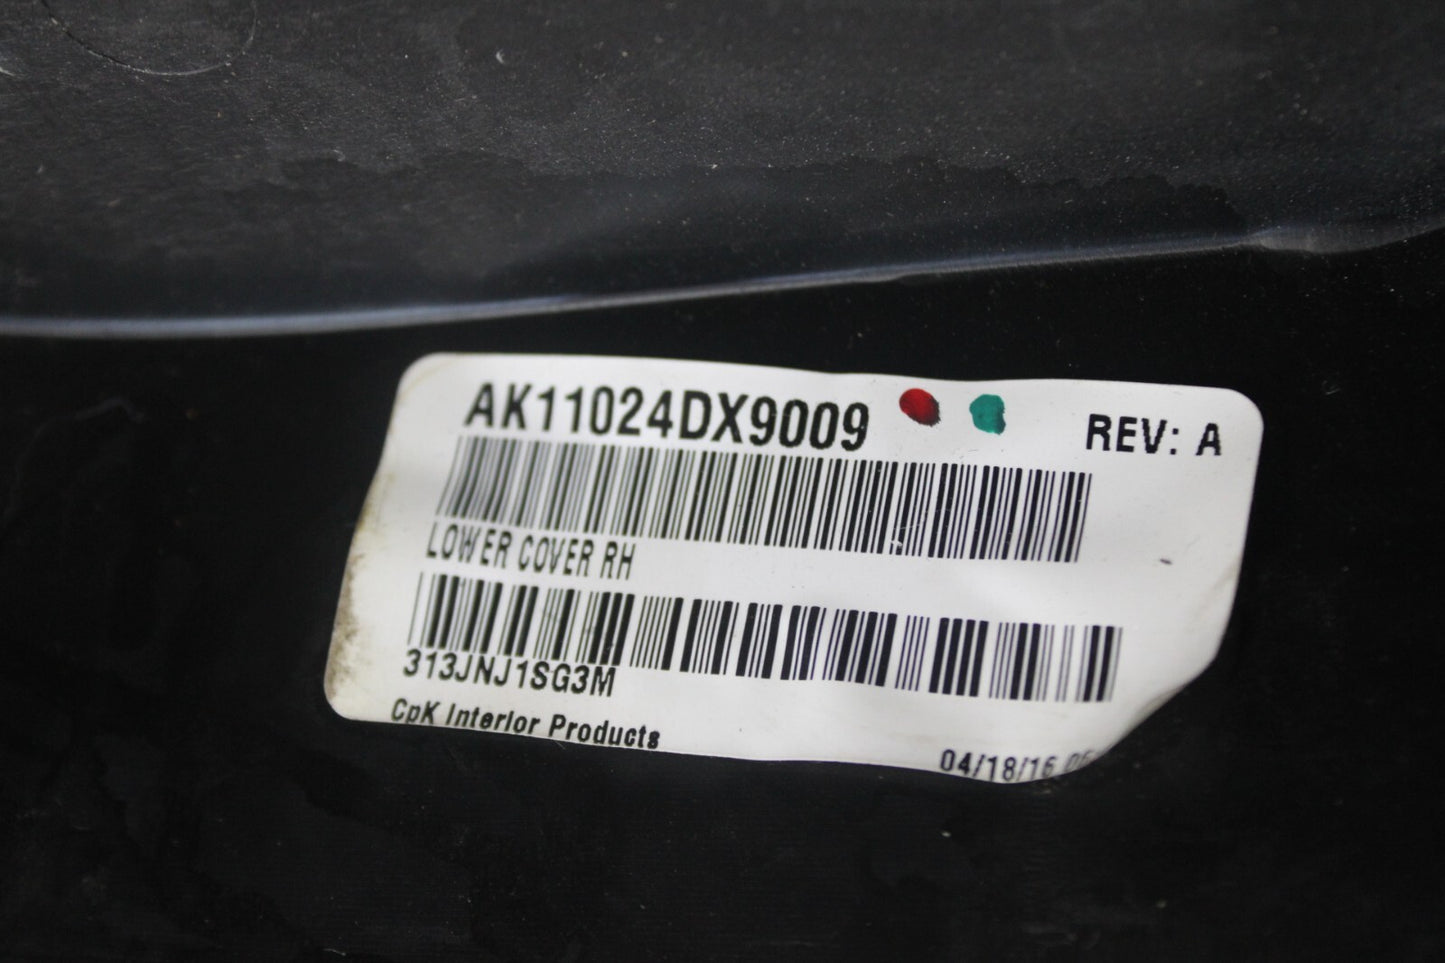 AK11024DX9009
REV: A
LOWER COVER RH
313JNJ1SG3M
CpK Interior Products
04/18/16